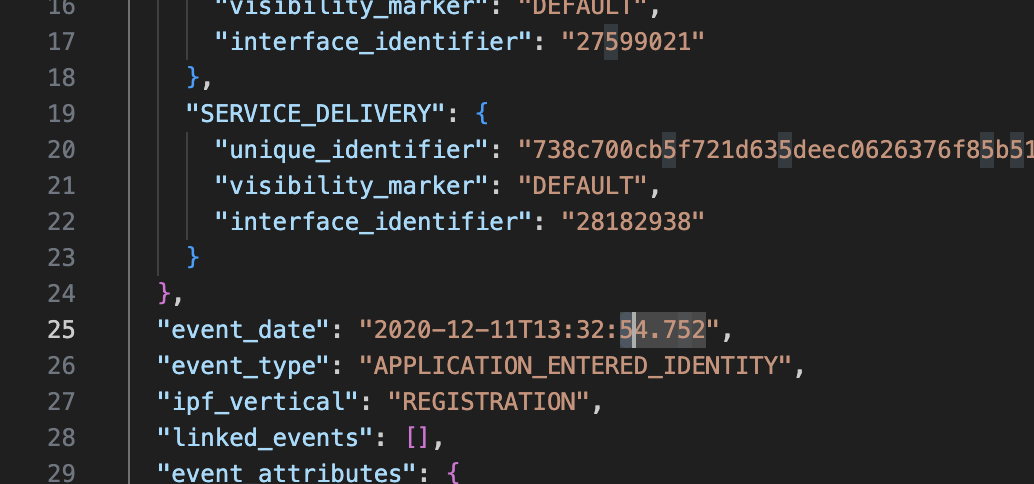 16 "visibility_marker": "DEFAULT",
17 "interface_identifier": "27599021"
18 },
19 "SERVICE_DELIVERY": {
20 "unique_identifier": "738c700cb5f721d635deec0626376f85b51
21 "visibility_marker": "DEFAULT",
22 "interface_identifier": "28182938"
23 }
24 },
25 "event_date": "2020-12-11T13:32:54.752",
26 "event_type": "APPLICATION_ENTERED_IDENTITY",
27 "ipf_vertical": "REGISTRATION",
28 "linked_events": [],
29 "event_attributes": {